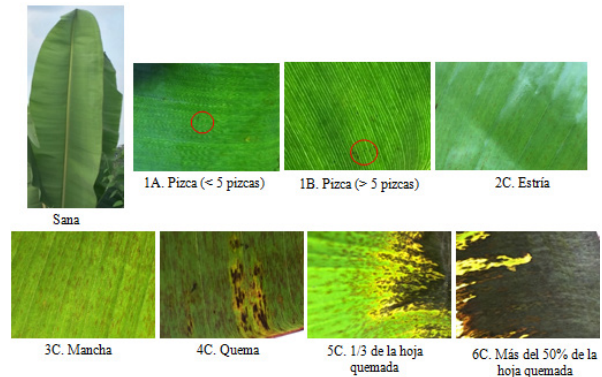 1A. Pizca (< 5 pizcas)
1B. Pizca (> 5 pizcas)
2C. Estría
Sana
3C. Mancha
4C. Quema
5C. 1/3 de la hoja
quemada
6C. Más del 50% de la
hoja quemada